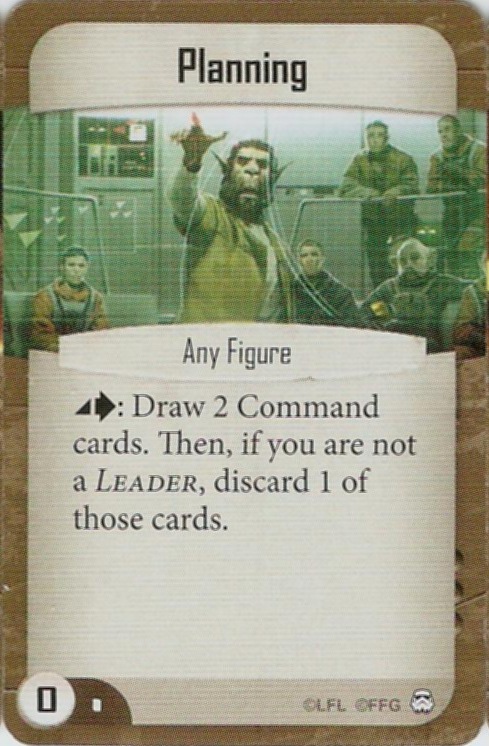 Planning
Any Figure
: Draw 2 Command
cards. Then, if you are not
a LEADER, discard 1 of
those cards.
0
©LFL ©FFG